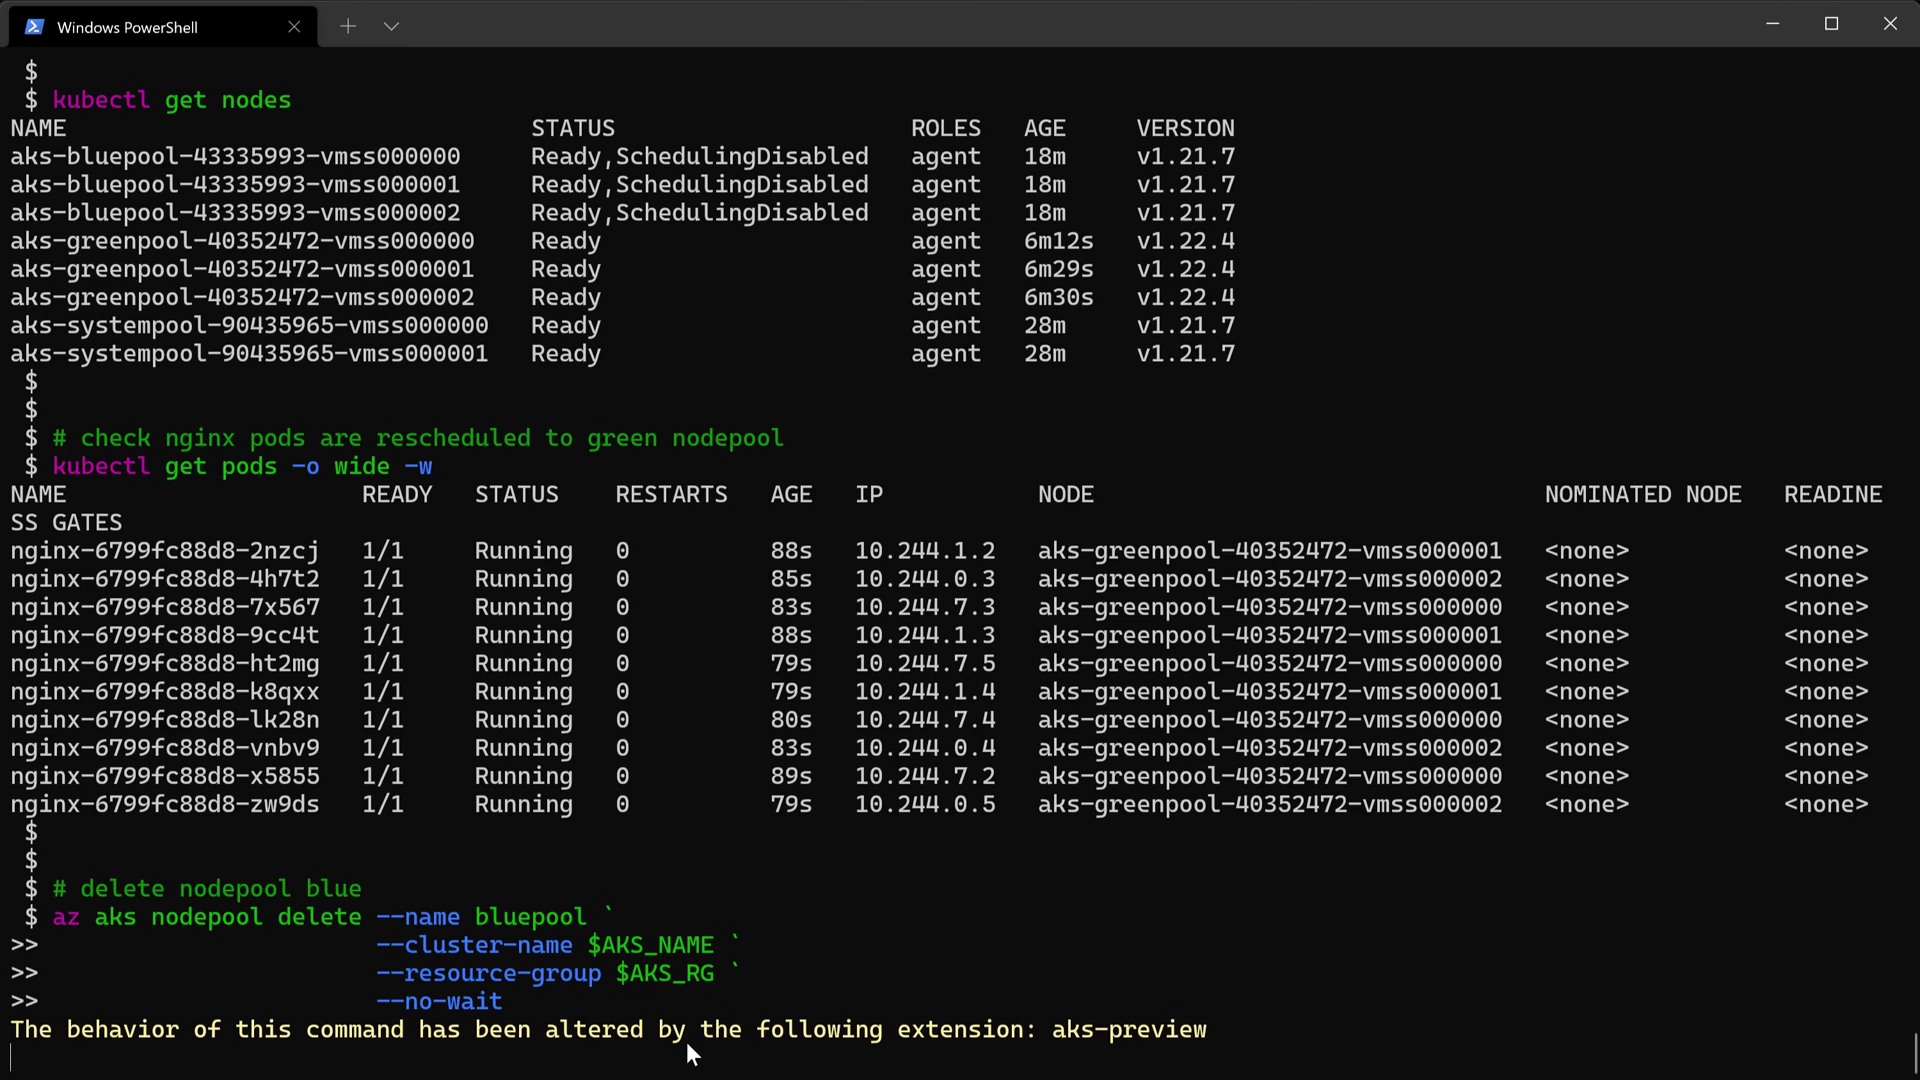 Windows PowerShell
$
$ kubectl get nodes
NAME STATUS ROLES AGE VERSION
aks-bluepool-43335993-vmss000000 Ready,SchedulingDisabled agent 18m v1.21.7
aks-bluepool-43335993-vmss000001 Ready,SchedulingDisabled agent 18m v1.21.7
aks-bluepool-43335993-vmss000002 Ready,SchedulingDisabled agent 18m v1.21.7
aks-greenpool-40352472-vmss000000 Ready agent 6m12s v1.22.4
aks-greenpool-40352472-vmss000001 Ready agent 6m29s v1.22.4
aks-greenpool-40352472-vmss000002 Ready agent 6m30s v1.22.4
aks-systempool-90435965-vmss000000 Ready agent 28m v1.21.7
aks-systempool-90435965-vmss000001 Ready agent 28m v1.21.7
$
$
$ # check nginx pods are rescheduled to green nodepool
$ kubectl get pods -o wide -w
NAME READY STATUS RESTARTS AGE IP NODE NOMINATED NODE READINE
SS GATES
nginx-6799fc88d8-2nzcj 1/1 Running 0 88s 10.244.1.2 aks-greenpool-40352472-vmss000001 <none> <none>
nginx-6799fc88d8-4h7t2 1/1 Running 0 85s 10.244.0.3 aks-greenpool-40352472-vmss000002 <none> <none>
nginx-6799fc88d8-7x567 1/1 Running 0 83s 10.244.7.3 aks-greenpool-40352472-vmss000000 <none> <none>
nginx-6799fc88d8-9cc4t 1/1 Running 0 88s 10.244.1.3 aks-greenpool-40352472-vmss000001 <none> <none>
nginx-6799fc88d8-ht2mg 1/1 Running 0 79s 10.244.7.5 aks-greenpool-40352472-vmss000000 <none> <none>
nginx-6799fc88d8-k8qxx 1/1 Running 0 79s 10.244.1.4 aks-greenpool-40352472-vmss000001 <none> <none>
nginx-6799fc88d8-lk28n 1/1 Running 0 80s 10.244.7.4 aks-greenpool-40352472-vmss000000 <none> <none>
nginx-6799fc88d8-vnbv9 1/1 Running 0 83s 10.244.0.4 aks-greenpool-40352472-vmss000002 <none> <none>
nginx-6799fc88d8-x5855 1/1 Running 0 89s 10.244.7.2 aks-greenpool-40352472-vmss000000 <none> <none>
nginx-6799fc88d8-zw9ds 1/1 Running 0 79s 10.244.0.5 aks-greenpool-40352472-vmss000002 <none> <none>
$
$
$ # delete nodepool blue
$ az aks nodepool delete --name bluepool `
>> --cluster-name $AKS_NAME `
>> --resource-group $AKS_RG `
>> --no-wait
The behavior of this command has been altered by the following extension: aks-preview